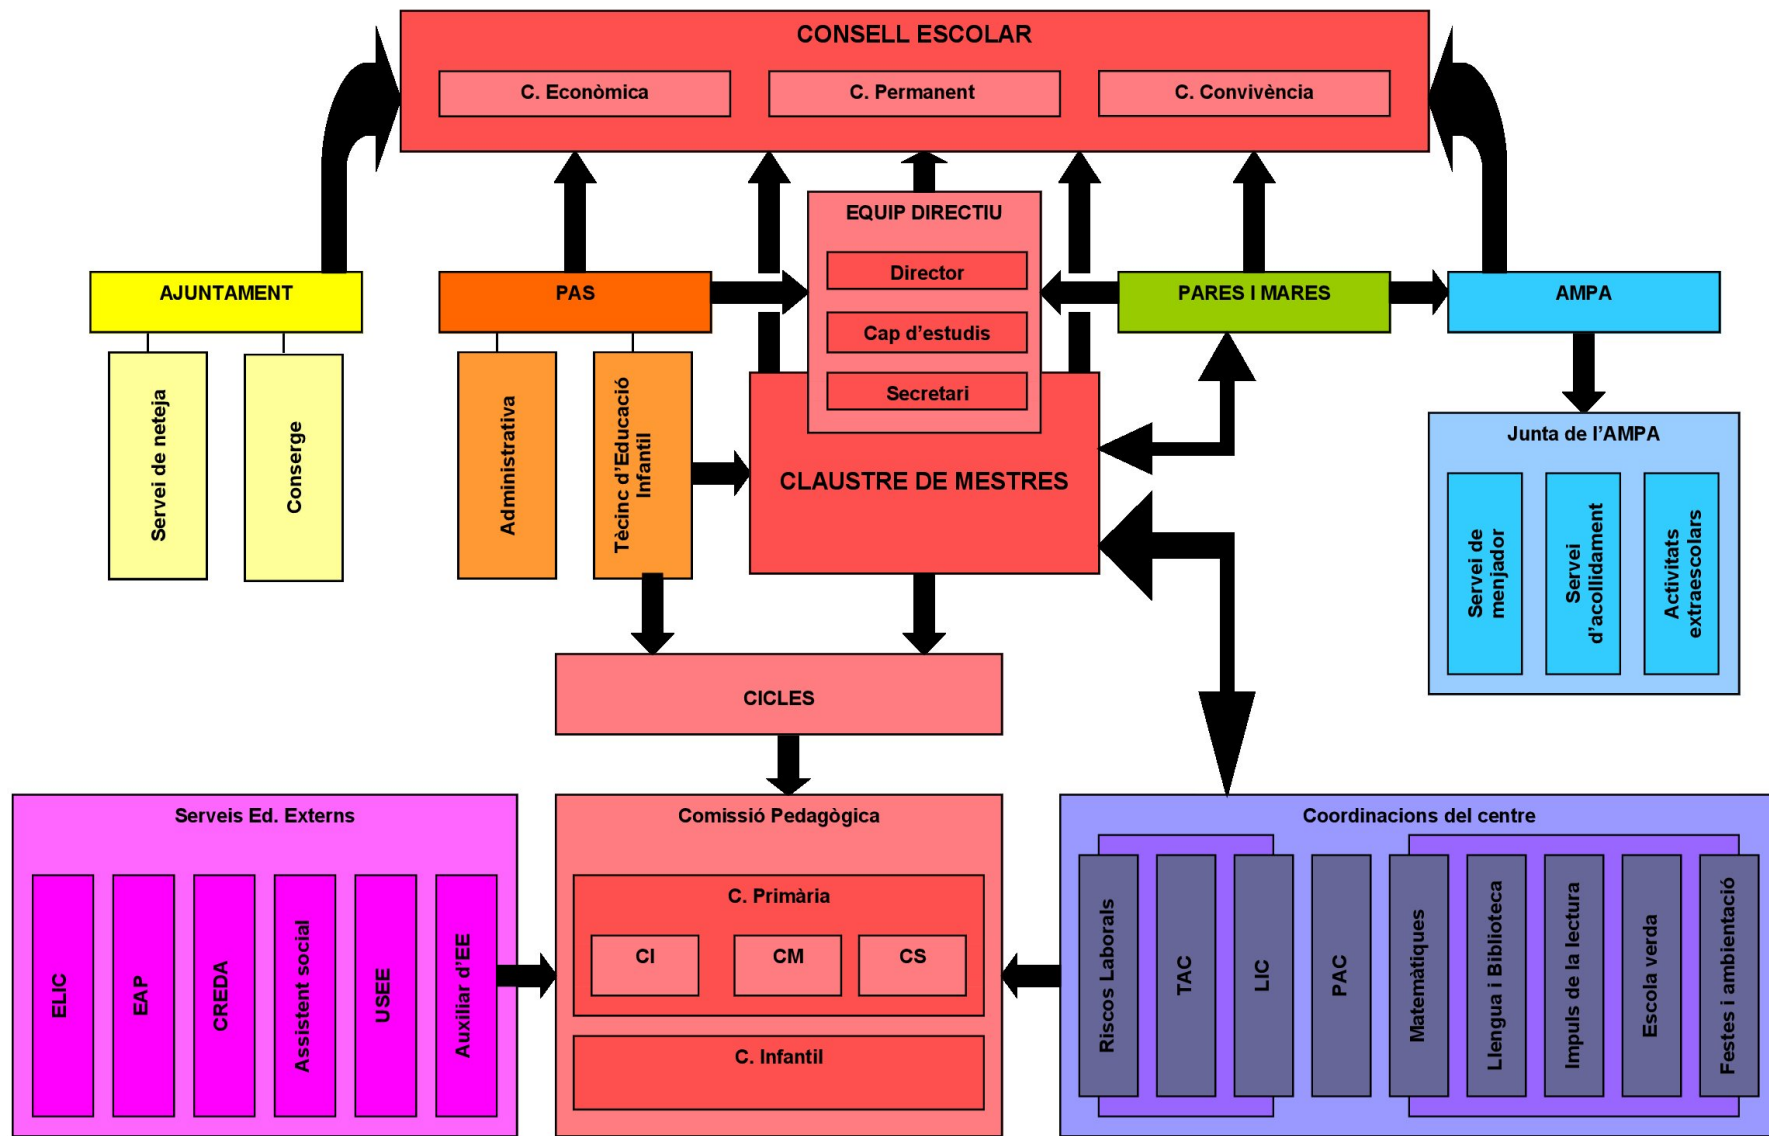 CONSELL ESCOLAR
C. Econòmica
C. Permanent
C. Convivència
EQUIP DIRECTIU
Director
Cap d'estudis
Secretari
AJUNTAMENT
PAS
PARES I MARES
AMPA
Servei de neteja
Conserge
Administrativa
Tècinc d'Educació
Infantil
CLAUSTRE DE MESTRES
Junta de l'AMPA
Servei de
menjador
Servei
d'acollidament
Activitats
extraescolars
CICLES
Serveis Ed. Externs
ELIC
EAP
CREDA
Assistent social
USEE
Auxiliar d'EE
Comissió Pedagògica
C. Primària
CI
CM
CS
C. Infantil
Coordinacions del centre
Riscos Laborals
TAC
LIC
PAC
Matemàtiques
Llengua i Biblioteca
Impuls de la lectura
Escola verda
Festes i ambientació